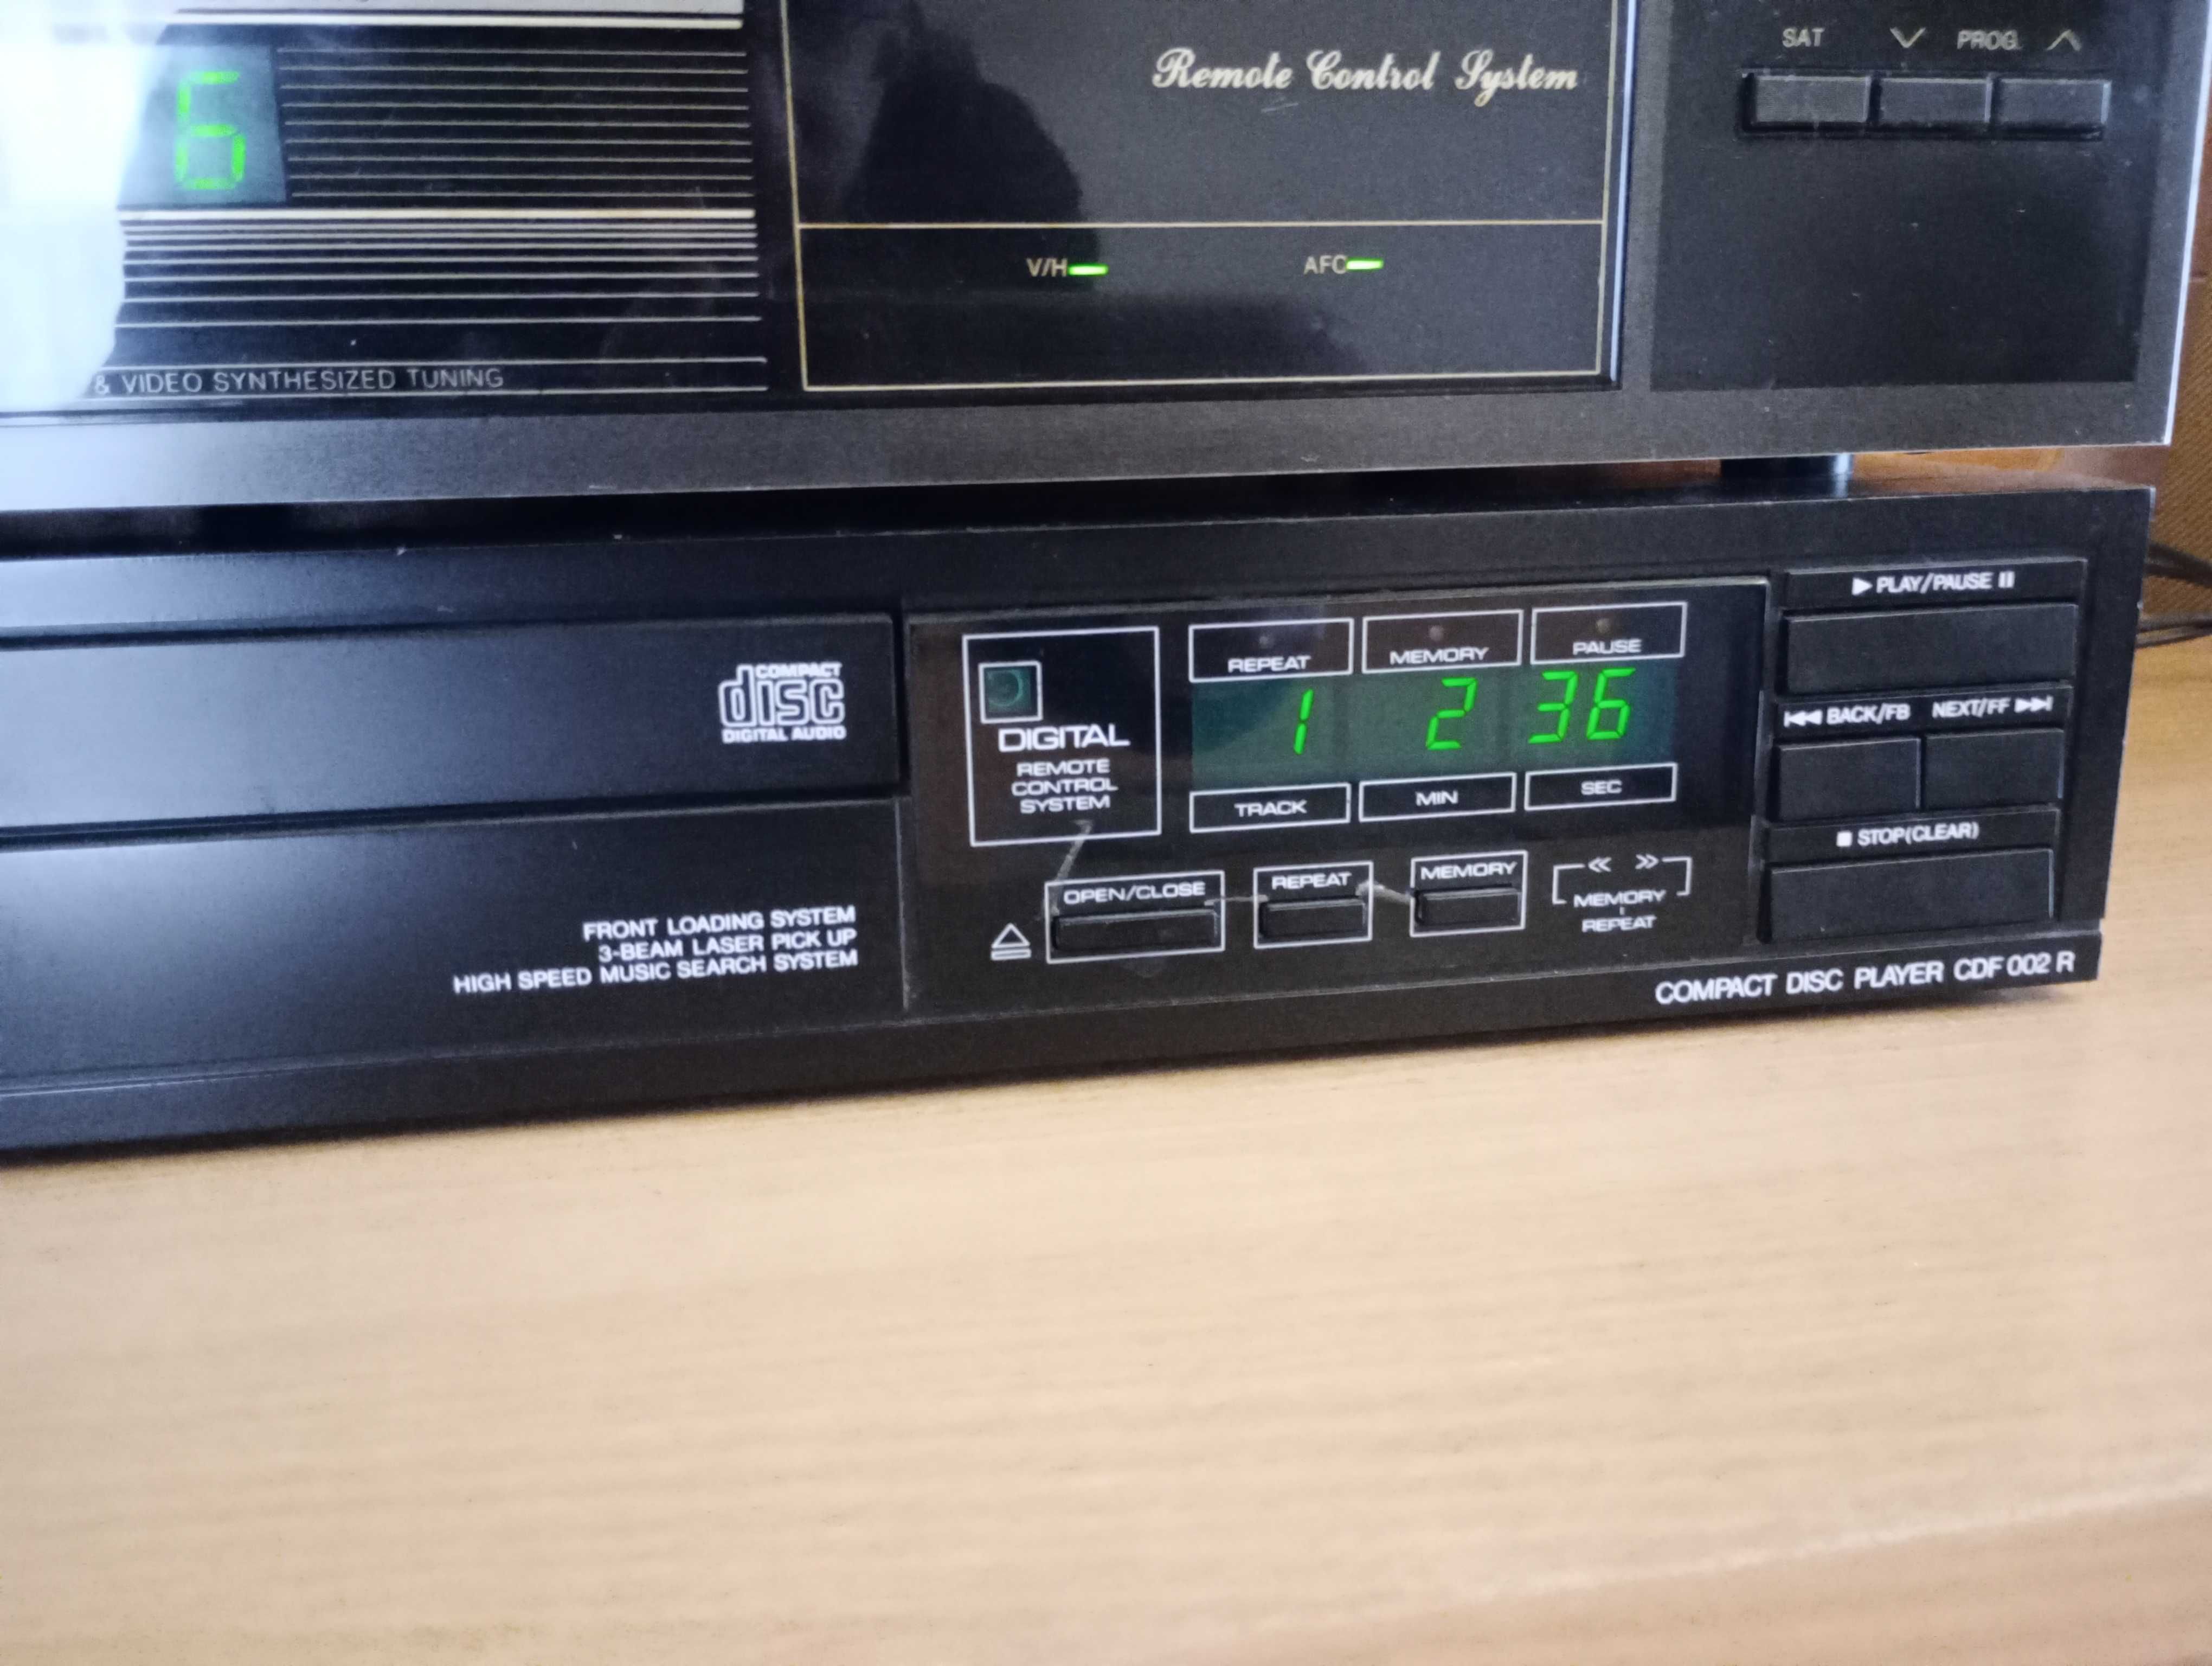 SAT PROG.
Remote Control System
6
V/H AFC
& VIDEO SYNTHESIZED TUNING
COMPACT
disc
DIGITAL AUDIO
FRONT LOADING SYSTEM
3-BEAM LASER PICK UP
HIGH SPEED MUSIC SEARCH SYSTEM
DIGITAL
REMOTE
CONTROL
SYSTEM
REPEAT MEMORY PAUSE
1 2 36
TRACK MIN SEC
OPEN/CLOSE REPEAT MEMORY
<< >>
MEMORY
REPEAT
▶ PLAY/PAUSE ⏸
⏮ BACK/FB NEXT/FF ⏭
■ STOP(CLEAR)
COMPACT DISC PLAYER CDF 002 R